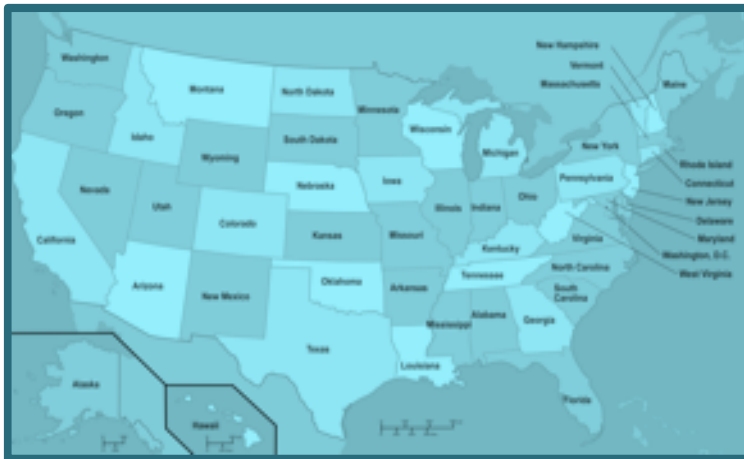 New Hampshire
Vermont
Massachusetts
Washington
Montana
North Dakota
Minnesota
Maine
Oregon
Idaho
South Dakota
Wisconsin
Michigan
New York
Wyoming
Rhode Island
Connecticut
New Jersey
Delaware
Maryland
Washington, D.C.
West Virginia
Nevada
Utah
Nebraska
Iowa
Illinois
Indiana
Ohio
Pennsylvania
California
Colorado
Kansas
Missouri
Kentucky
Virginia
Arizona
New Mexico
Oklahoma
Arkansas
Tennessee
North Carolina
South
Carolina
Texas
Louisiana
Mississippi
Alabama
Georgia
Florida
Alaska
Hawaii